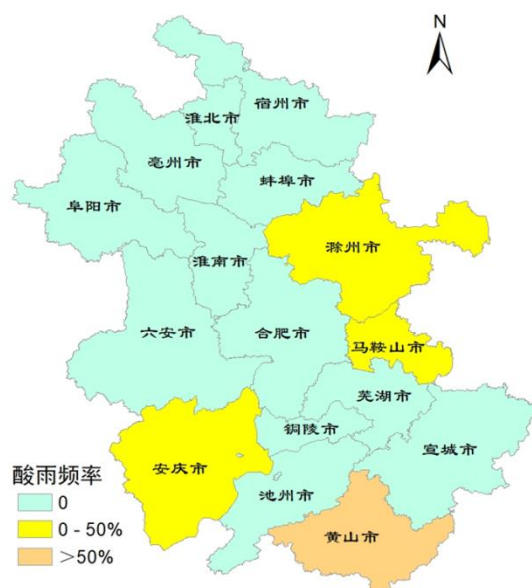 N
宿州市
淮北市
亳州市
蚌埠市
阜阳市
滁州市
淮南市
六安市
合肥市
马鞍山市
芜湖市
铜陵市
宣城市
安庆市
池州市
黄山市
酸雨频率
0
0 - 50%
>50%